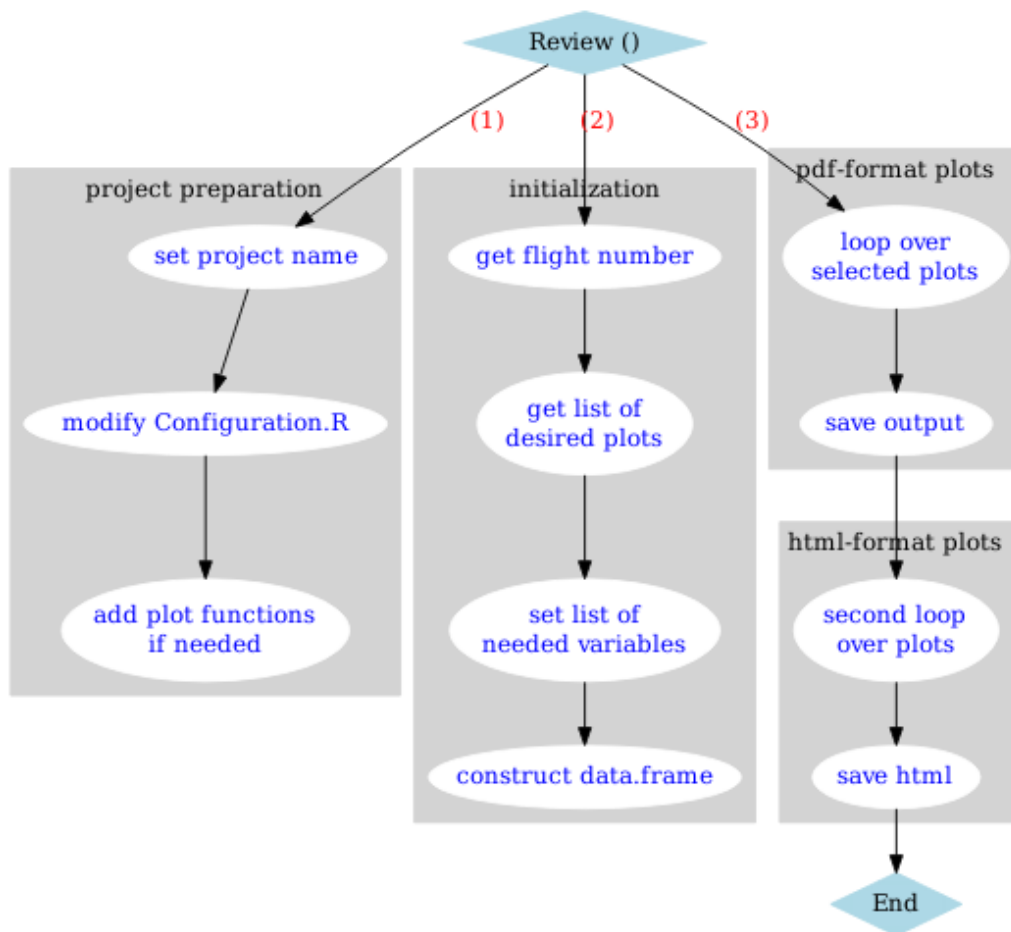 Review ()
(1)
(2)
(3)
project preparation
set project name
modify Configuration.R
add plot functions
if needed
initialization
get flight number
get list of
desired plots
set list of
needed variables
construct data.frame
pdf-format plots
loop over
selected plots
save output
html-format plots
second loop
over plots
save html
End